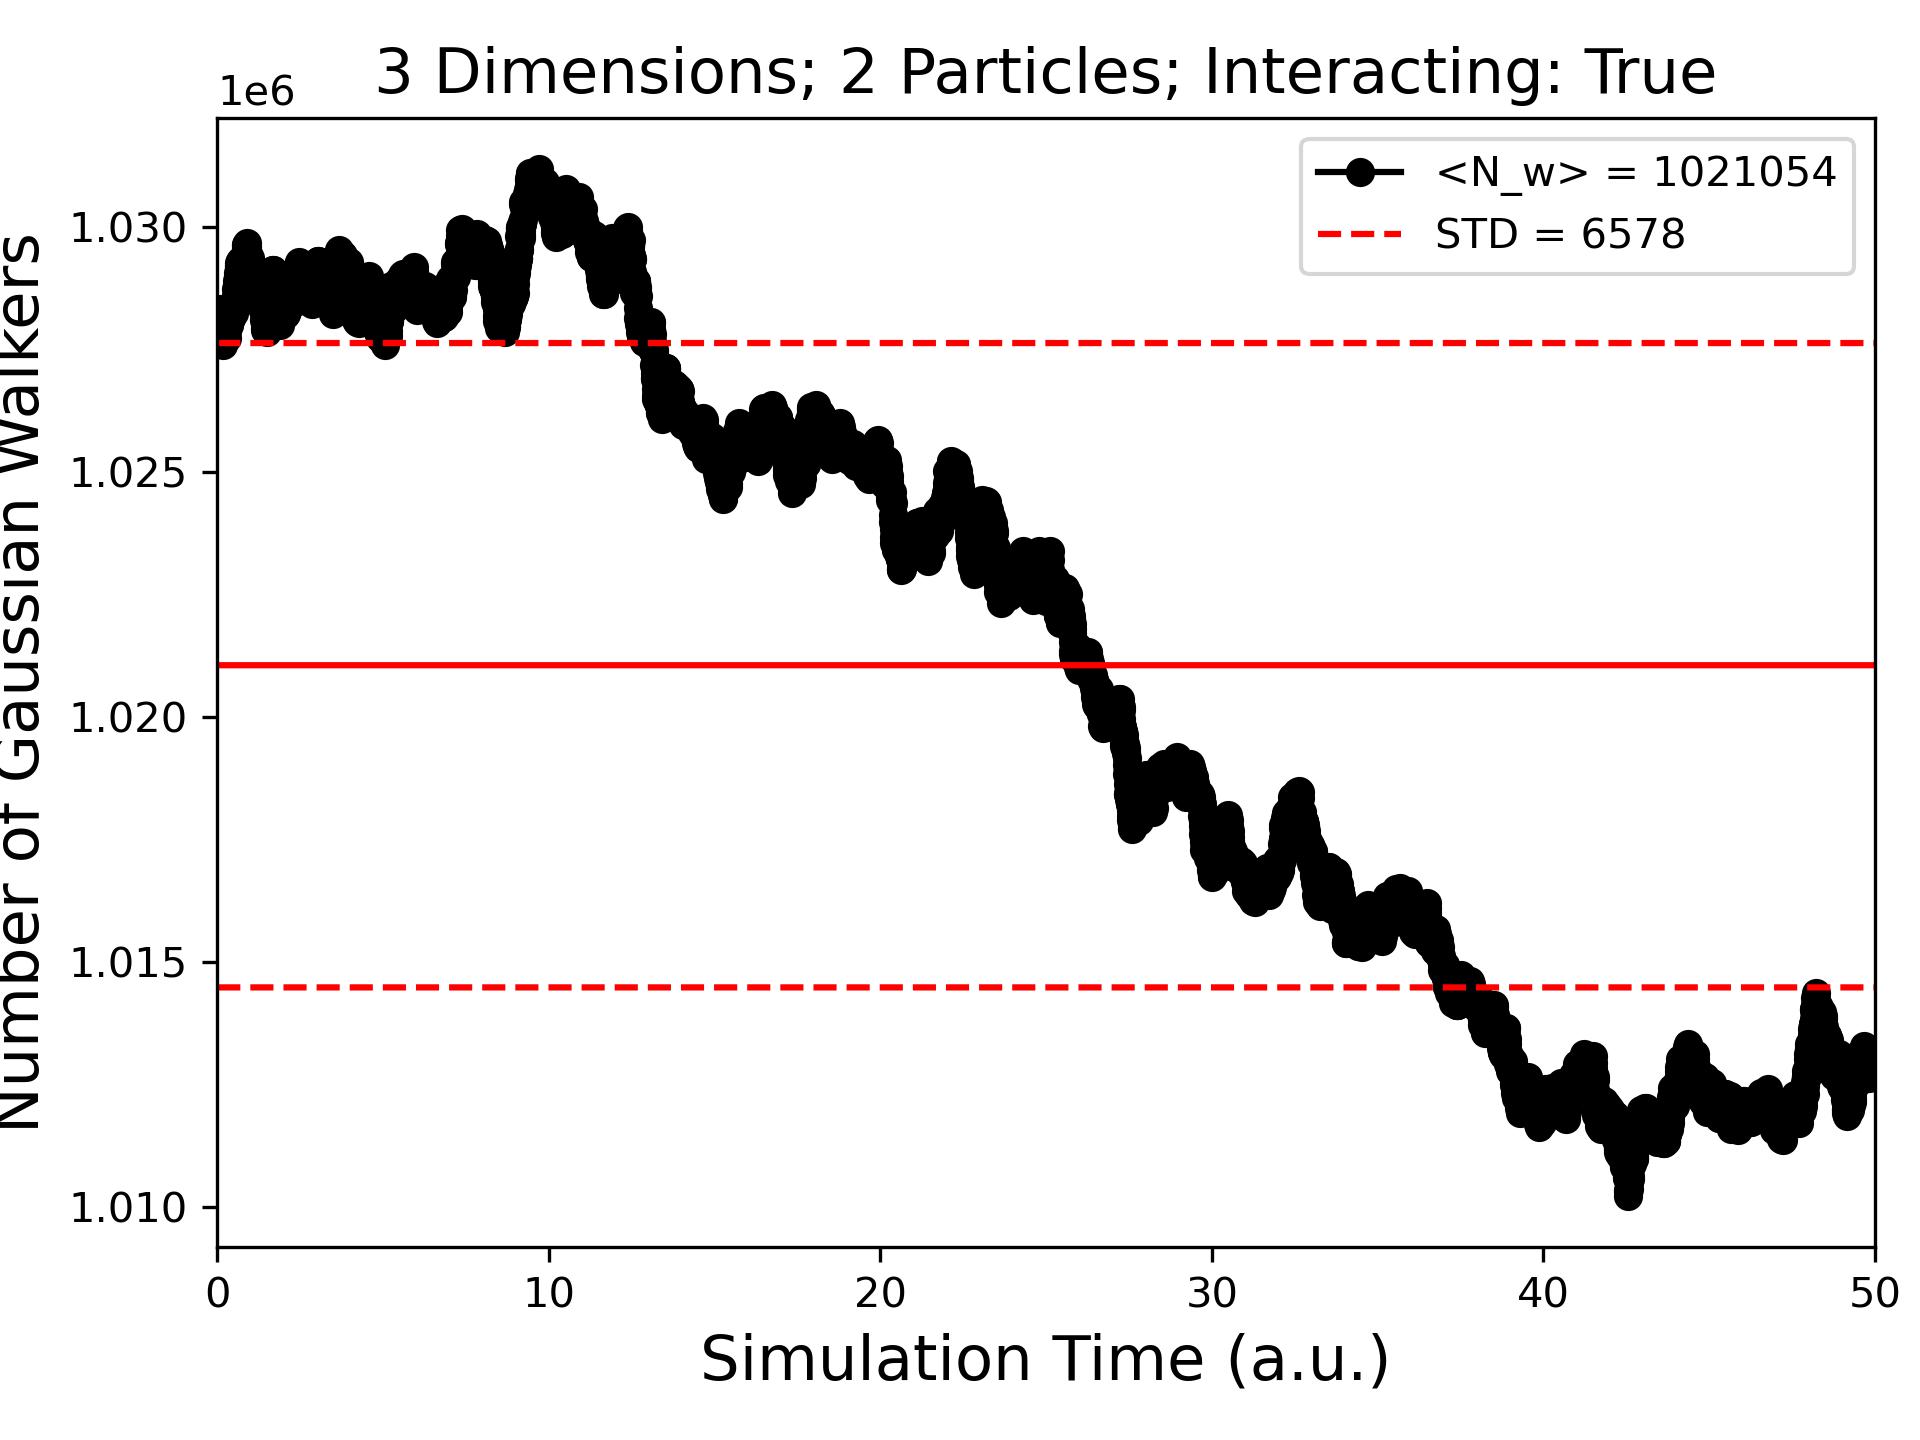 3 Dimensions; 2 Particles; Interacting: True
1e6
<N_w> = 1021054
STD = 6578
Number of Gaussian Walkers
1.030
1.025
1.020
1.015
1.010
0 10 20 30 40 50
Simulation Time (a.u.)